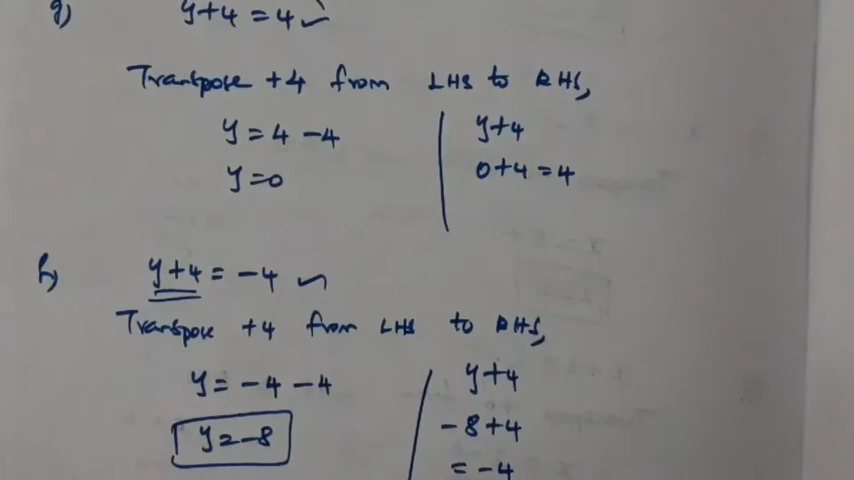 g) y+4 = 4
Transpose +4 from LHS to RHS,
y = 4 -4
y = 0
y+4
0+4 = 4
h) y+4 = -4
Transpose +4 from LHS to RHS,
y = -4 -4
y = -8
y+4
-8+4
= -4